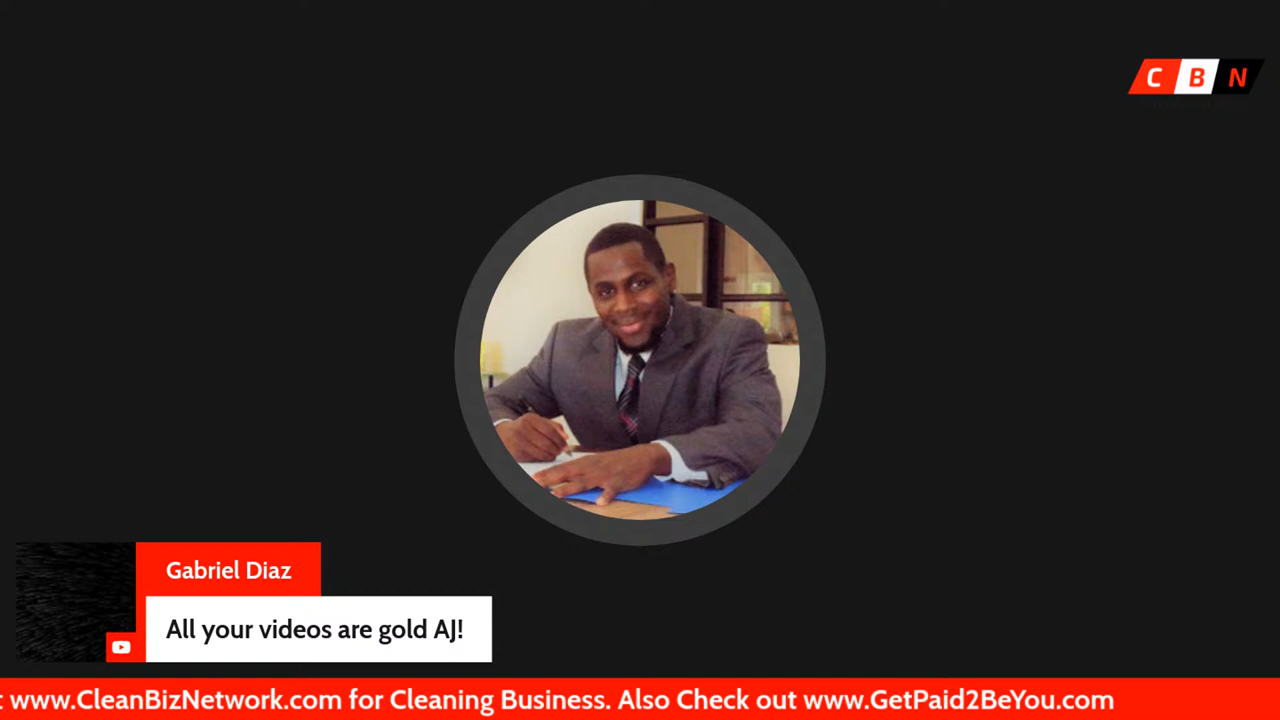 CBN
Gabriel Diaz
All your videos are gold AJ!
: www.CleanBizNetwork.com for Cleaning Business. Also Check out www.GetPaid2BeYou.com